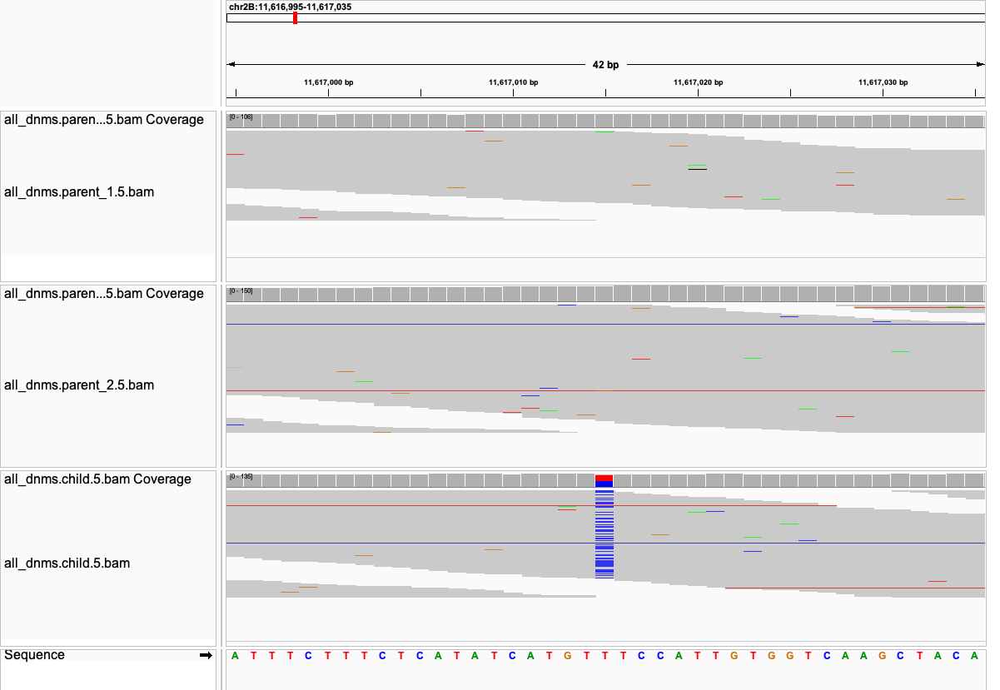 chr2B:11,616,995-11,617,035
42 bp
11,617,000 bp 11,617,010 bp 11,617,020 bp 11,617,030 bp
all_dnms.paren...5.bam Coverage
[0 - 106]
all_dnms.parent_1.5.bam
all_dnms.paren...5.bam Coverage
[0 - 150]
all_dnms.parent_2.5.bam
all_dnms.child.5.bam Coverage
[0 - 135]
all_dnms.child.5.bam
Sequence
A T T T C T T T C T C A T A T C A T G T T T C C A T T G T G G T C A A G C T A C A